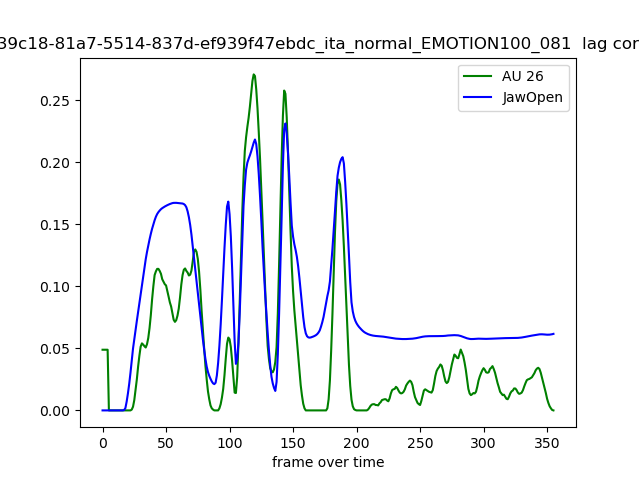 39c18-81a7-5514-837d-ef939f47ebdc_ita_normal_EMOTION100_081 lag cor
AU 26
JawOpen
0.25
0.20
0.15
0.10
0.05
0.00
0 50 100 150 200 250 300 350
frame over time